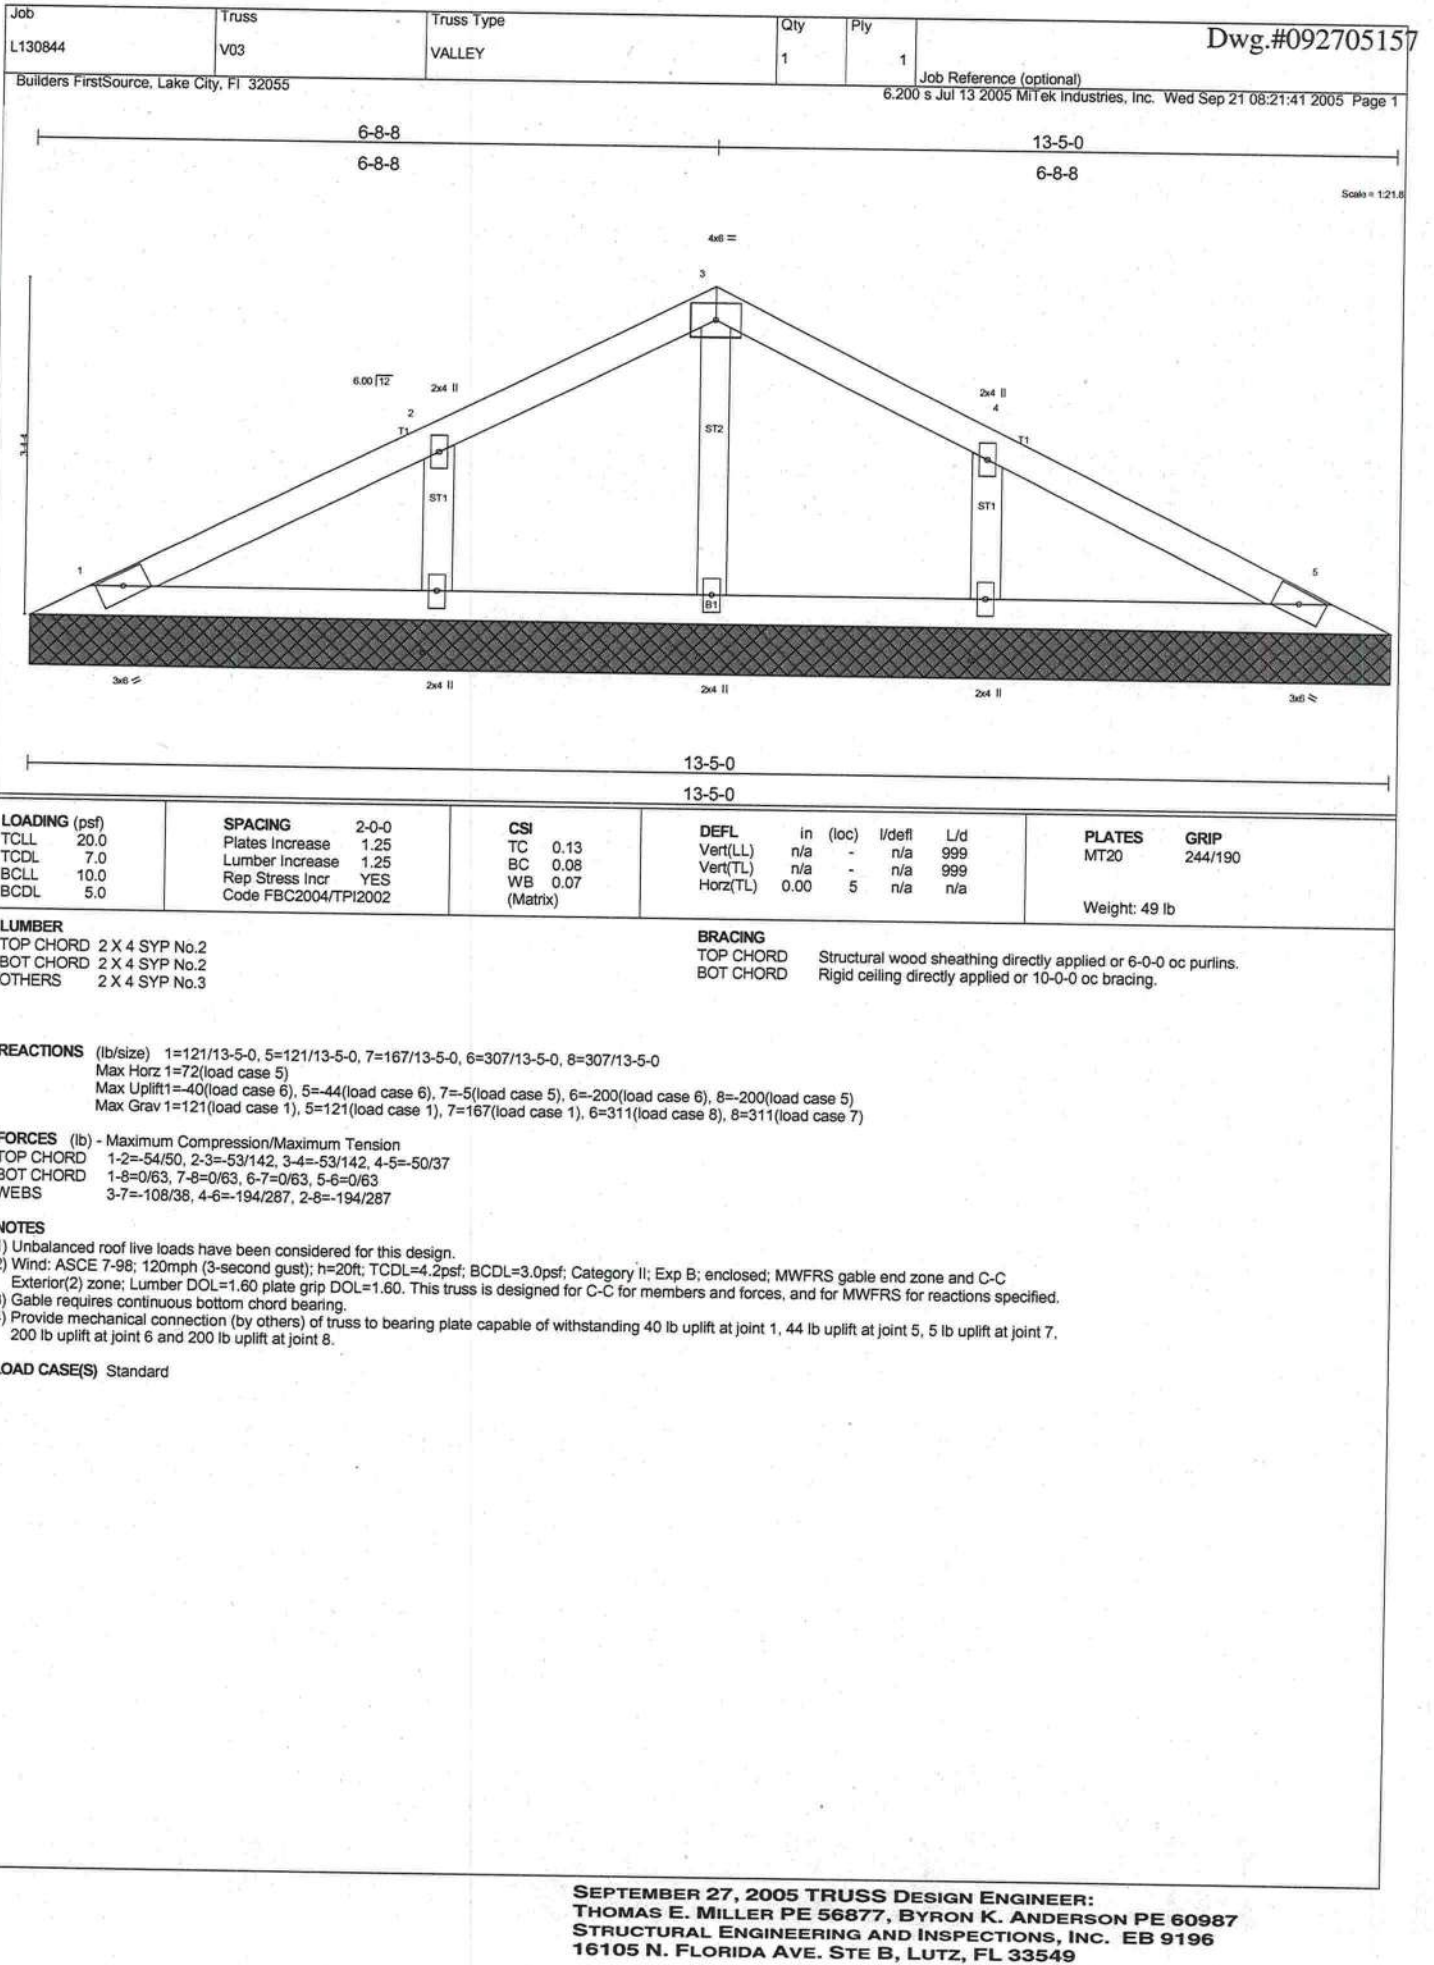 Job Truss Truss Type Qty Ply Dwg.#092705157
L130844 V03 VALLEY 1 1
Job Reference (optional)
Builders FirstSource, Lake City, Fl 32055
6.200 s Jul 13 2005 MiTek Industries, Inc. Wed Sep 21 08:21:41 2005 Page 1
6-8-8 13-5-0
6-8-8 6-8-8
Scale = 1:21.8
4x6 =
3
6.00 12
2x4 II 2x4 II
2 4
T1 T1
ST2
ST1 ST1
1 5
B1
3x6 2x4 II 2x4 II 2x4 II 3x6
13-5-0
13-5-0
LOADING (psf) SPACING 2-0-0 CSI DEFL in (loc) l/defl L/d PLATES GRIP
TCLL 20.0 Plates Increase 1.25 TC 0.13 Vert(LL) n/a - n/a 999 MT20 244/190
TCDL 7.0 Lumber Increase 1.25 BC 0.08 Vert(TL) n/a - n/a 999
BCLL 10.0 Rep Stress Incr YES WB 0.07 Horz(TL) 0.00 5 n/a n/a
BCDL 5.0 Code FBC2004/TPI2002 (Matrix) Weight: 49 lb
LUMBER
TOP CHORD 2 X 4 SYP No.2
BOT CHORD 2 X 4 SYP No.2
OTHERS 2 X 4 SYP No.3
BRACING
TOP CHORD Structural wood sheathing directly applied or 6-0-0 oc purlins.
BOT CHORD Rigid ceiling directly applied or 10-0-0 oc bracing.
REACTIONS (lb/size) 1=121/13-5-0, 5=121/13-5-0, 7=167/13-5-0, 6=307/13-5-0, 8=307/13-5-0
Max Horz 1=72(load case 5)
Max Uplift1=-40(load case 6), 5=-44(load case 6), 7=-5(load case 5), 6=-200(load case 6), 8=-200(load case 5)
Max Grav 1=121(load case 1), 5=121(load case 1), 7=167(load case 1), 6=311(load case 8), 8=311(load case 7)
FORCES (lb) - Maximum Compression/Maximum Tension
TOP CHORD 1-2=-54/50, 2-3=-53/142, 3-4=-53/142, 4-5=-50/37
BOT CHORD 1-8=0/63, 7-8=0/63, 6-7=0/63, 5-6=0/63
WEBS 3-7=-108/38, 4-6=-194/287, 2-8=-194/287
NOTES
) Unbalanced roof live loads have been considered for this design.
) Wind: ASCE 7-98; 120mph (3-second gust); h=20ft; TCDL=4.2psf; BCDL=3.0psf; Category II; Exp B; enclosed; MWFRS gable end zone and C-C
Exterior(2) zone; Lumber DOL=1.60 plate grip DOL=1.60. This truss is designed for C-C for members and forces, and for MWFRS for reactions specified.
) Gable requires continuous bottom chord bearing.
) Provide mechanical connection (by others) of truss to bearing plate capable of withstanding 40 lb uplift at joint 1, 44 lb uplift at joint 5, 5 lb uplift at joint 7,
200 lb uplift at joint 6 and 200 lb uplift at joint 8.
LOAD CASE(S) Standard
SEPTEMBER 27, 2005 TRUSS DESIGN ENGINEER:
THOMAS E. MILLER PE 56877, BYRON K. ANDERSON PE 60987
STRUCTURAL ENGINEERING AND INSPECTIONS, INC. EB 9196
16105 N. FLORIDA AVE. STE B, LUTZ, FL 33549